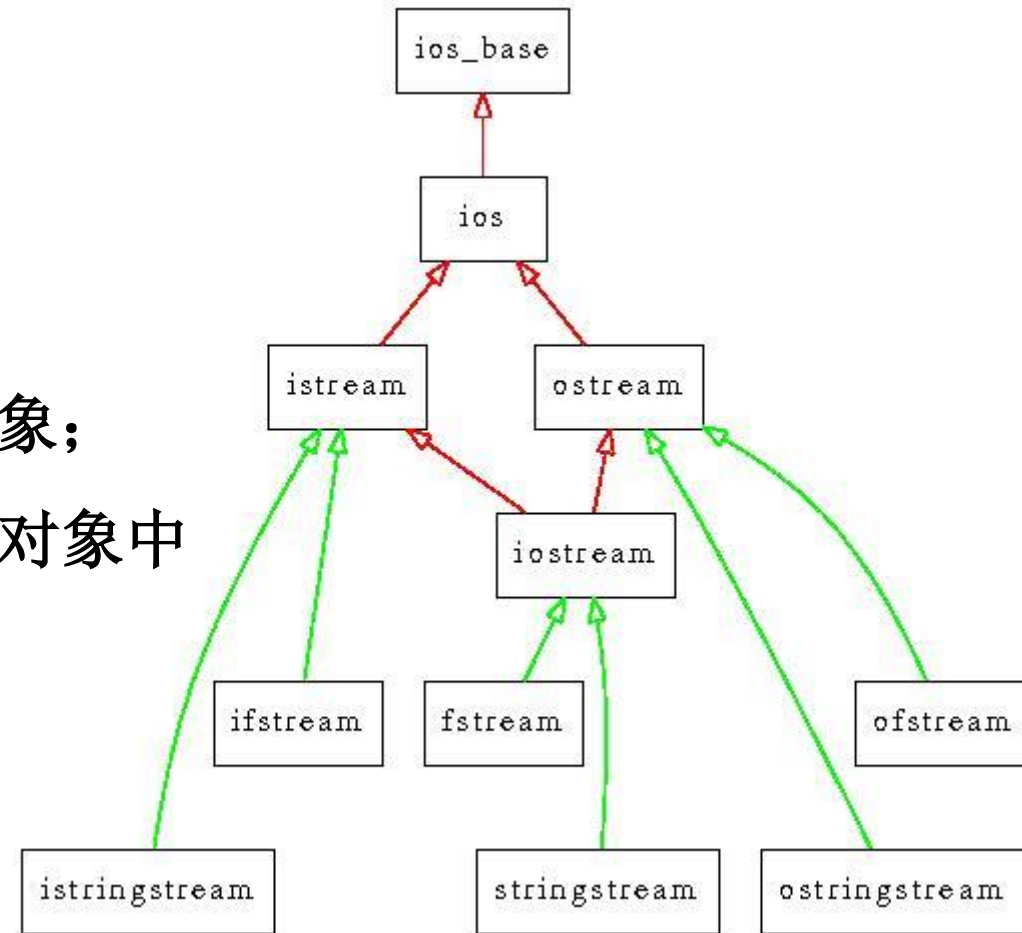 ios_base
ios
istream
ostream
象；
对象中
iostream
ifstream
fstream
ofstream
istringstream
stringstream
ostringstream